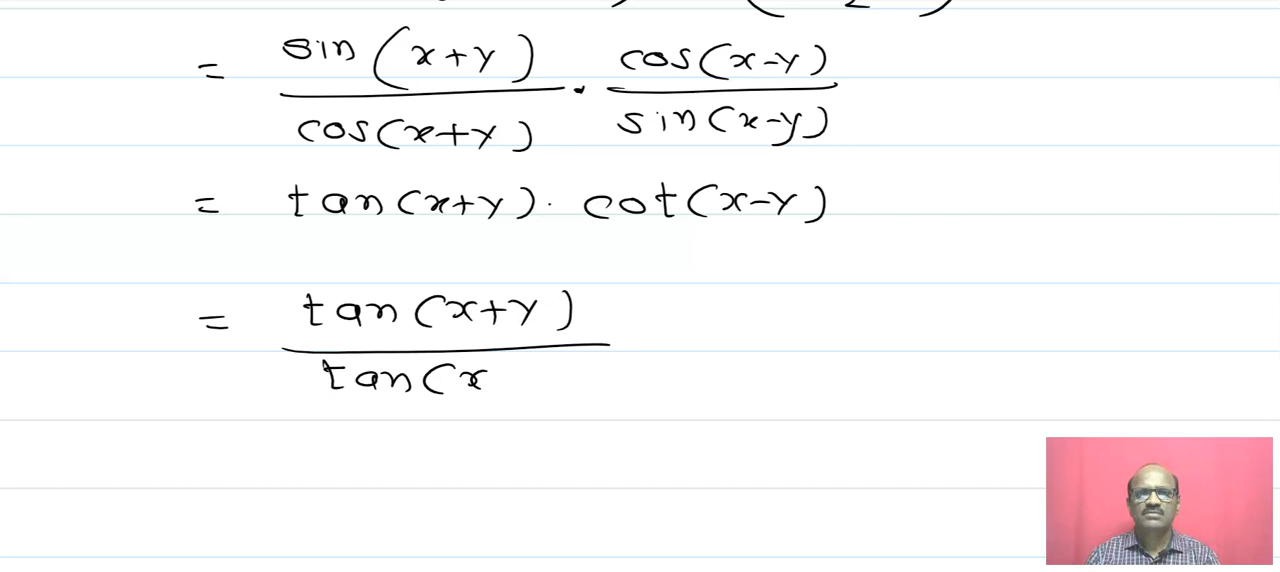 = sin(x+y)/cos(x+y) . cos(x-y)/sin(x-y)
= tan(x+y) . cot(x-y)
= tan(x+y)/tan(x